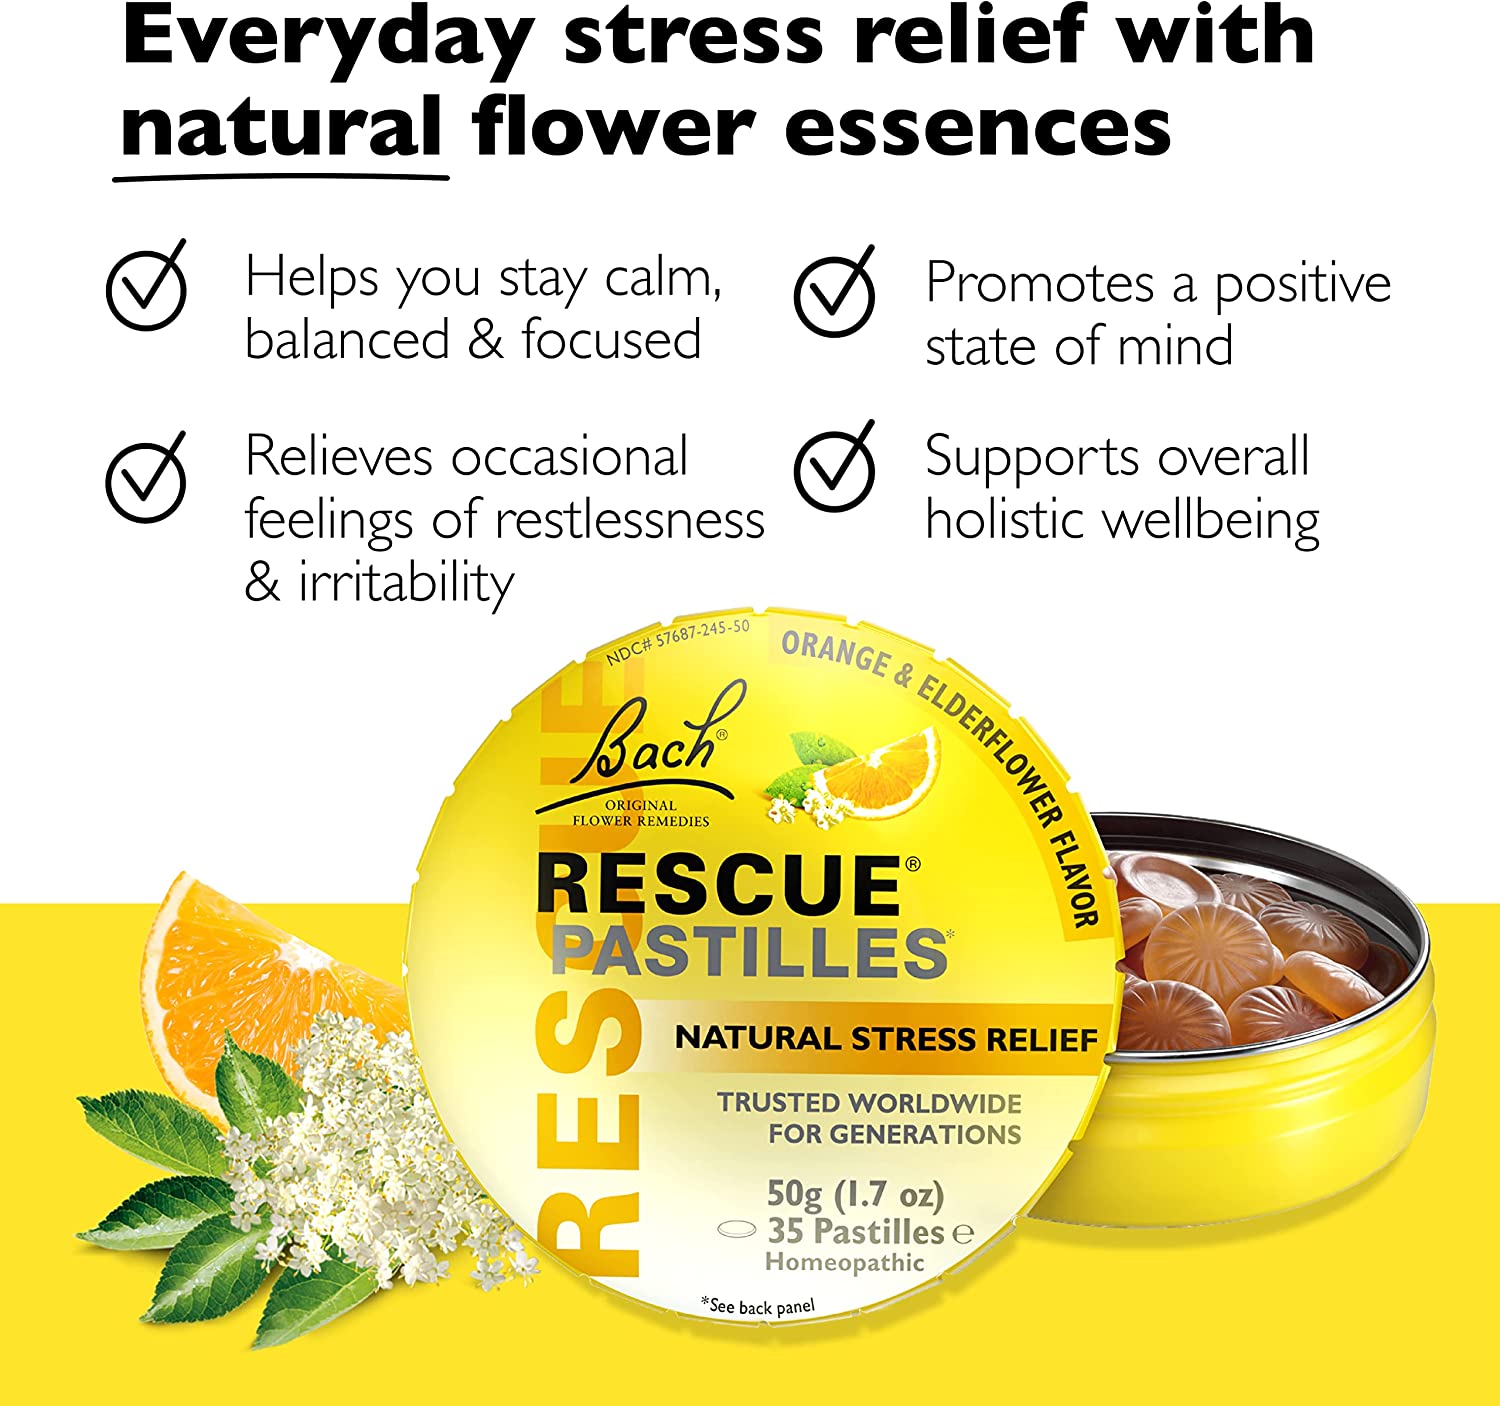 Everyday stress relief with
natural flower essences
Helps you stay calm,
balanced & focused
Promotes a positive
state of mind
Relieves occasional
feelings of restlessness
& irritability
Supports overall
holistic wellbeing
NDC# 57687-245-50
ORANGE & ELDERFLOWER FLAVOR
Bach®
ORIGINAL
FLOWER REMEDIES
RESCUE
RESCUE®
PASTILLES*
NATURAL STRESS RELIEF
TRUSTED WORLDWIDE
FOR GENERATIONS
50g (1.7 oz)
35 Pastilles ℮
Homeopathic
*See back panel